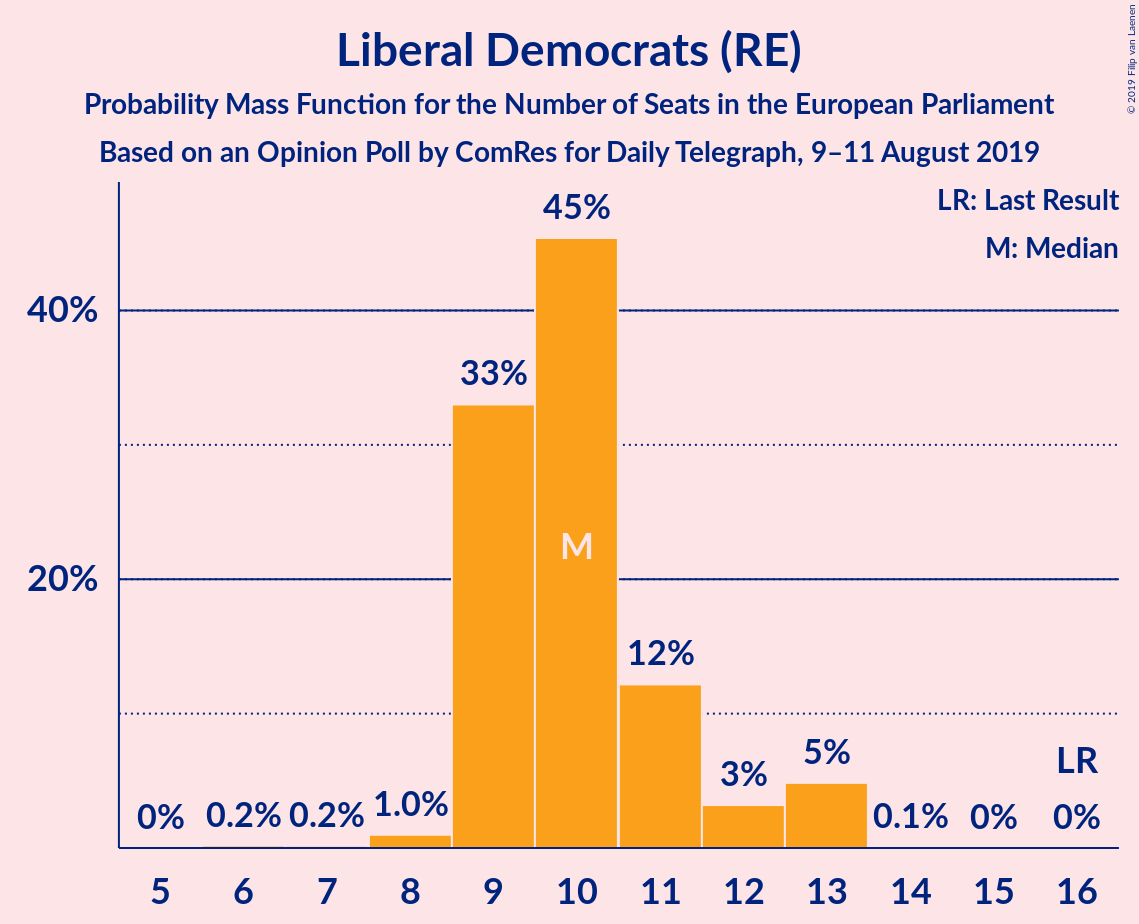 Liberal Democrats (RE)
Probability Mass Function for the Number of Seats in the European Parliament
Based on an Opinion Poll by ComRes for Daily Telegraph, 9–11 August 2019
© 2019 Filip van Laenen
LR: Last Result
M: Median
45%
40%
33%
M
20%
12%
5%
3%
LR
1.0%
0%
0.2%
0.2%
0.1%
0%
0%
5 6 7 8 9 10 11 12 13 14 15 16